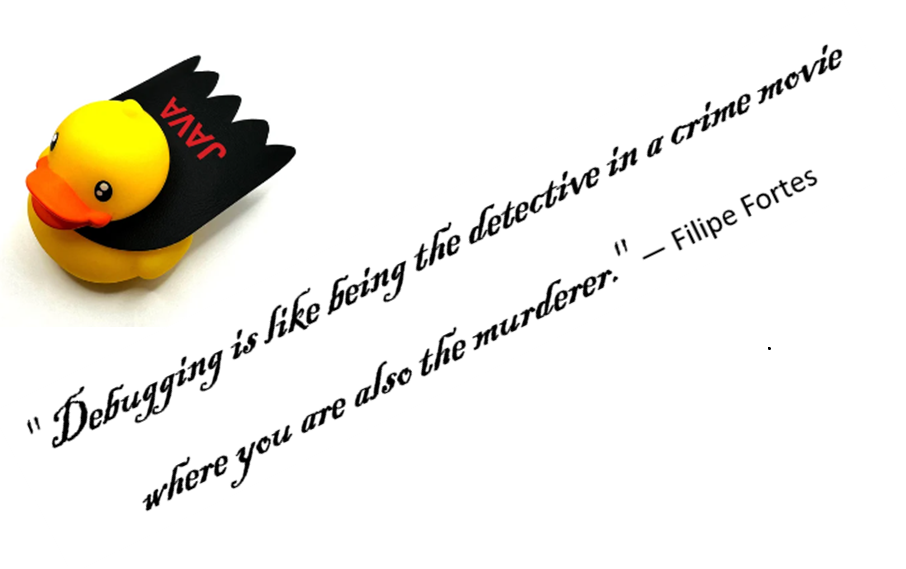 JAVA
" Debugging is like being the detective in a crime movie
where you are also the murderer." — Filipe Fortes